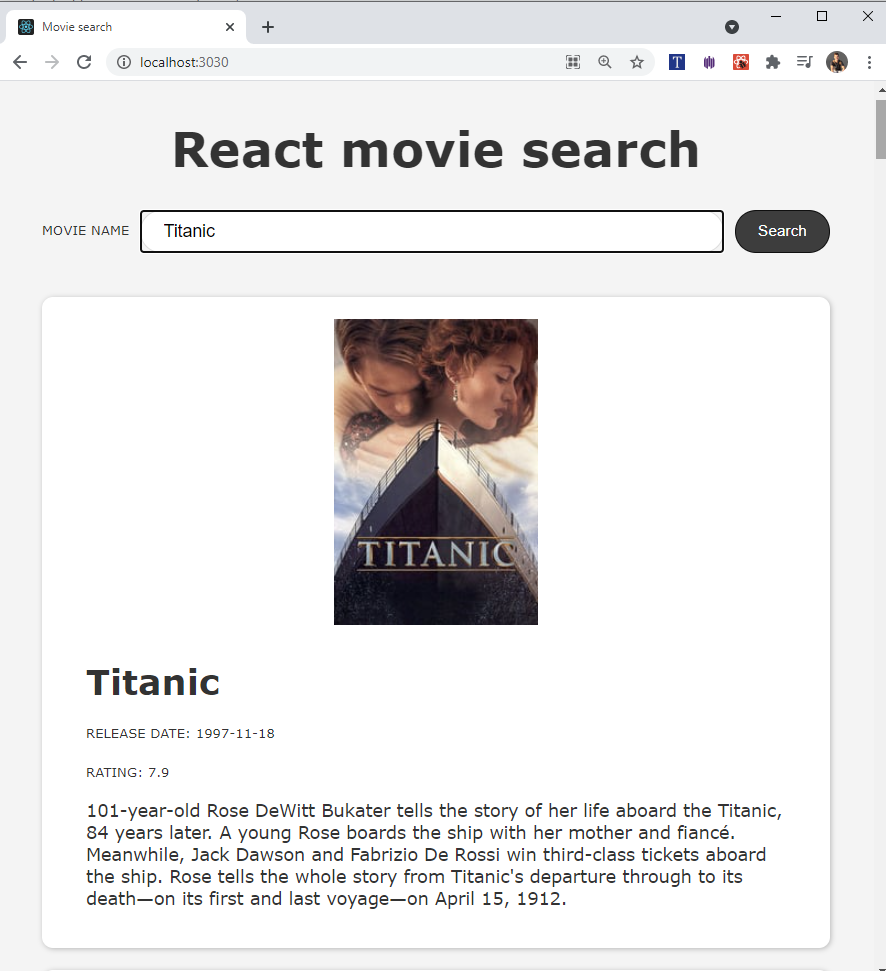 Movie search
localhost:3030
T
React movie search
MOVIE NAME
Titanic
Search
TITANIC
Titanic
RELEASE DATE: 1997-11-18
RATING: 7.9
101-year-old Rose DeWitt Bukater tells the story of her life aboard the Titanic,
84 years later. A young Rose boards the ship with her mother and fiancé.
Meanwhile, Jack Dawson and Fabrizio De Rossi win third-class tickets aboard
the ship. Rose tells the whole story from Titanic's departure through to its
death—on its first and last voyage—on April 15, 1912.